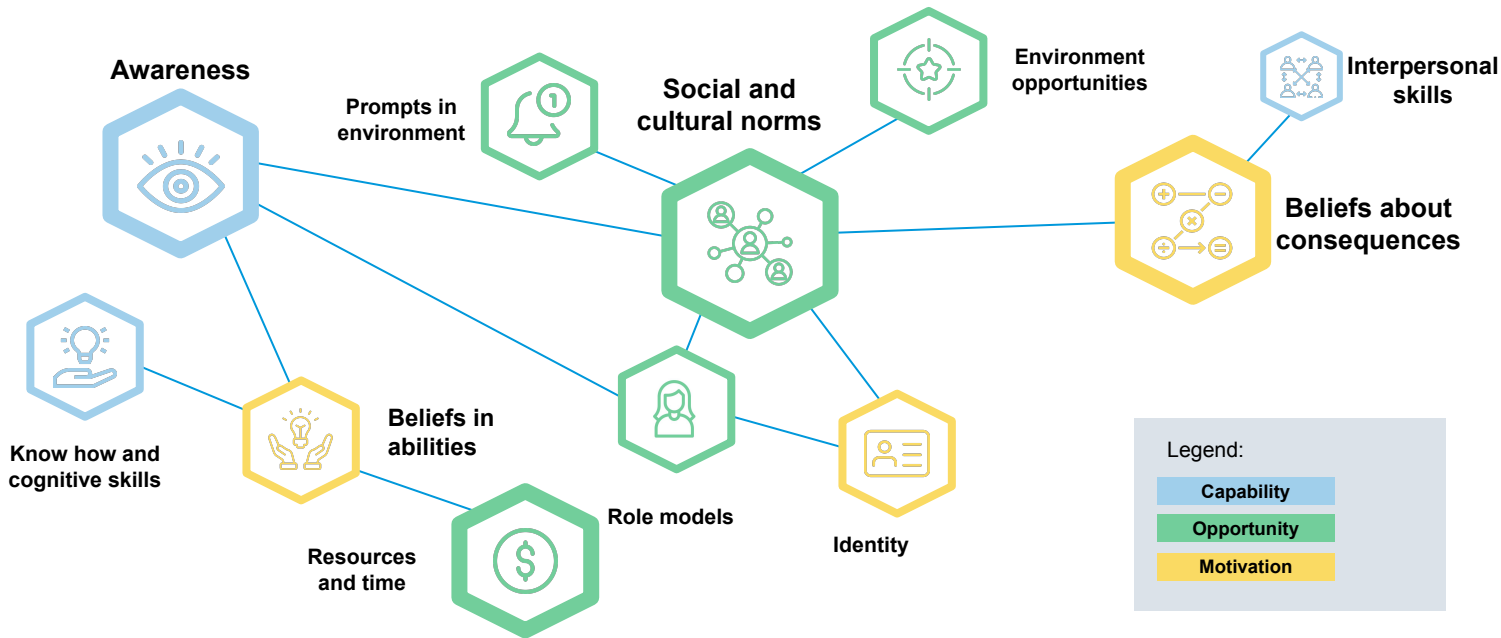 Awareness
Prompts in
environment
1
Social and
cultural norms
Environment
opportunities
Interpersonal
skills
Beliefs about
consequences
Know how and
cognitive skills
Beliefs in
abilities
Resources
and time
$
Role models
Identity
Legend:
Capability
Opportunity
Motivation